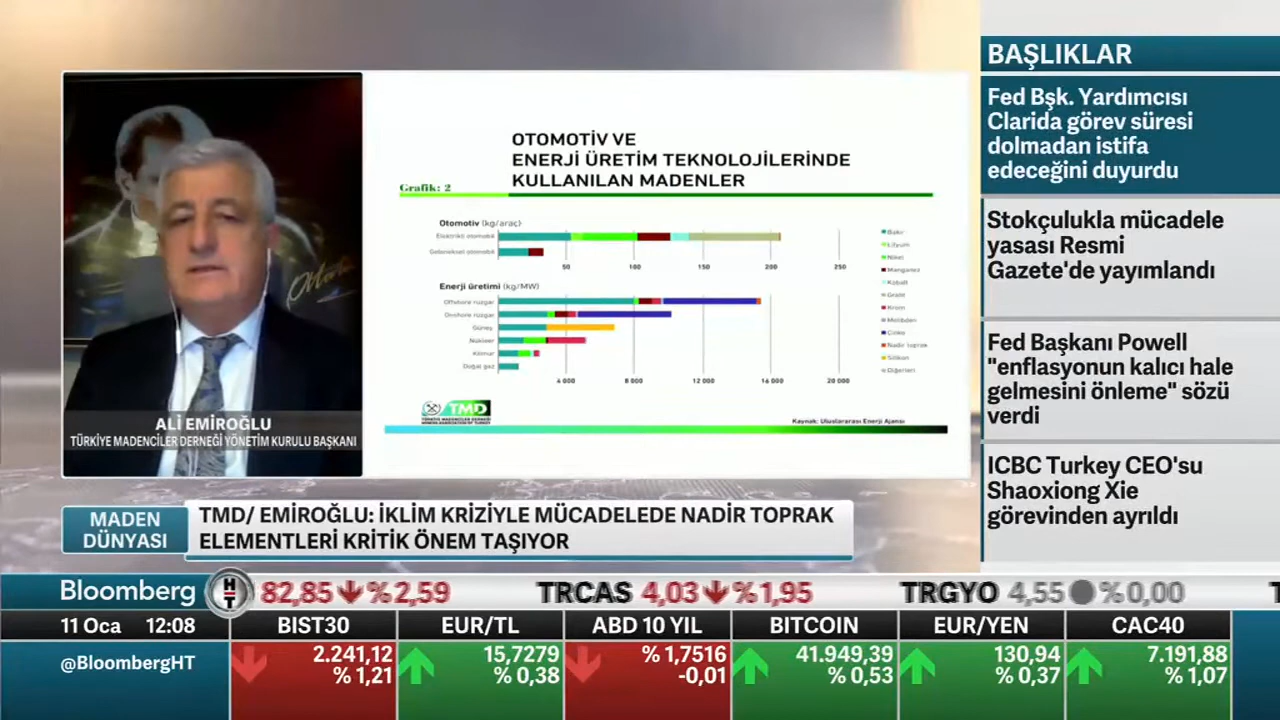 OTOMOTİV VE
ENERJİ ÜRETİM TEKNOLOJİLERİNDE
KULLANILAN MADENLER
Grafik: 2
Otomotiv (kg/araç)
Elektrikli otomobil
Geleneksel otomobil
50 100 150 200 250
Enerji üretimi (kg/MW)
Offshore rüzgar
Onshore rüzgar
Güneş
Nükleer
Kömür
Doğal gaz
4 000 8 000 12 000 16 000 20 000
Bakır
Lityum
Nikel
Manganez
Kobalt
Grafit
Krom
Molibden
Çinko
Nadir toprak
Silikon
Diğerleri
TMD
TÜRKİYE MADENCİLER DERNEĞİ
Kaynak: Uluslararası Enerji Ajansı
ALİ EMİROĞLU
TÜRKİYE MADENCİLER DERNEĞİ YÖNETİM KURULU BAŞKANI
MADEN
DÜNYASI
TMD/ EMİROĞLU: İKLİM KRİZİYLE MÜCADELEDE NADİR TOPRAK
ELEMENTLERİ KRİTİK ÖNEM TAŞIYOR
BAŞLIKLAR
Fed Bşk. Yardımcısı
Clarida görev süresi
dolmadan istifa
edeceğini duyurdu
Stokçulukla mücadele
yasası Resmi
Gazete'de yayımlandı
Fed Başkanı Powell
"enflasyonun kalıcı hale
gelmesini önleme" sözü
verdi
ICBC Turkey CEO'su
Shaoxiong Xie
görevinden ayrıldı
Bloomberg HT 82,85 %2,59 TRCAS 4,03 %1,95 TRGYO 4,55 %0,00
11 Oca 12:08
@BloombergHT
BIST30
2.241,12
% 1,21
EUR/TL
15,7279
% 0,38
ABD 10 YIL
% 1,7516
-0,01
BITCOIN
41.949,39
% 0,53
EUR/YEN
130,94
% 0,37
CAC40
7.191,88
% 1,07